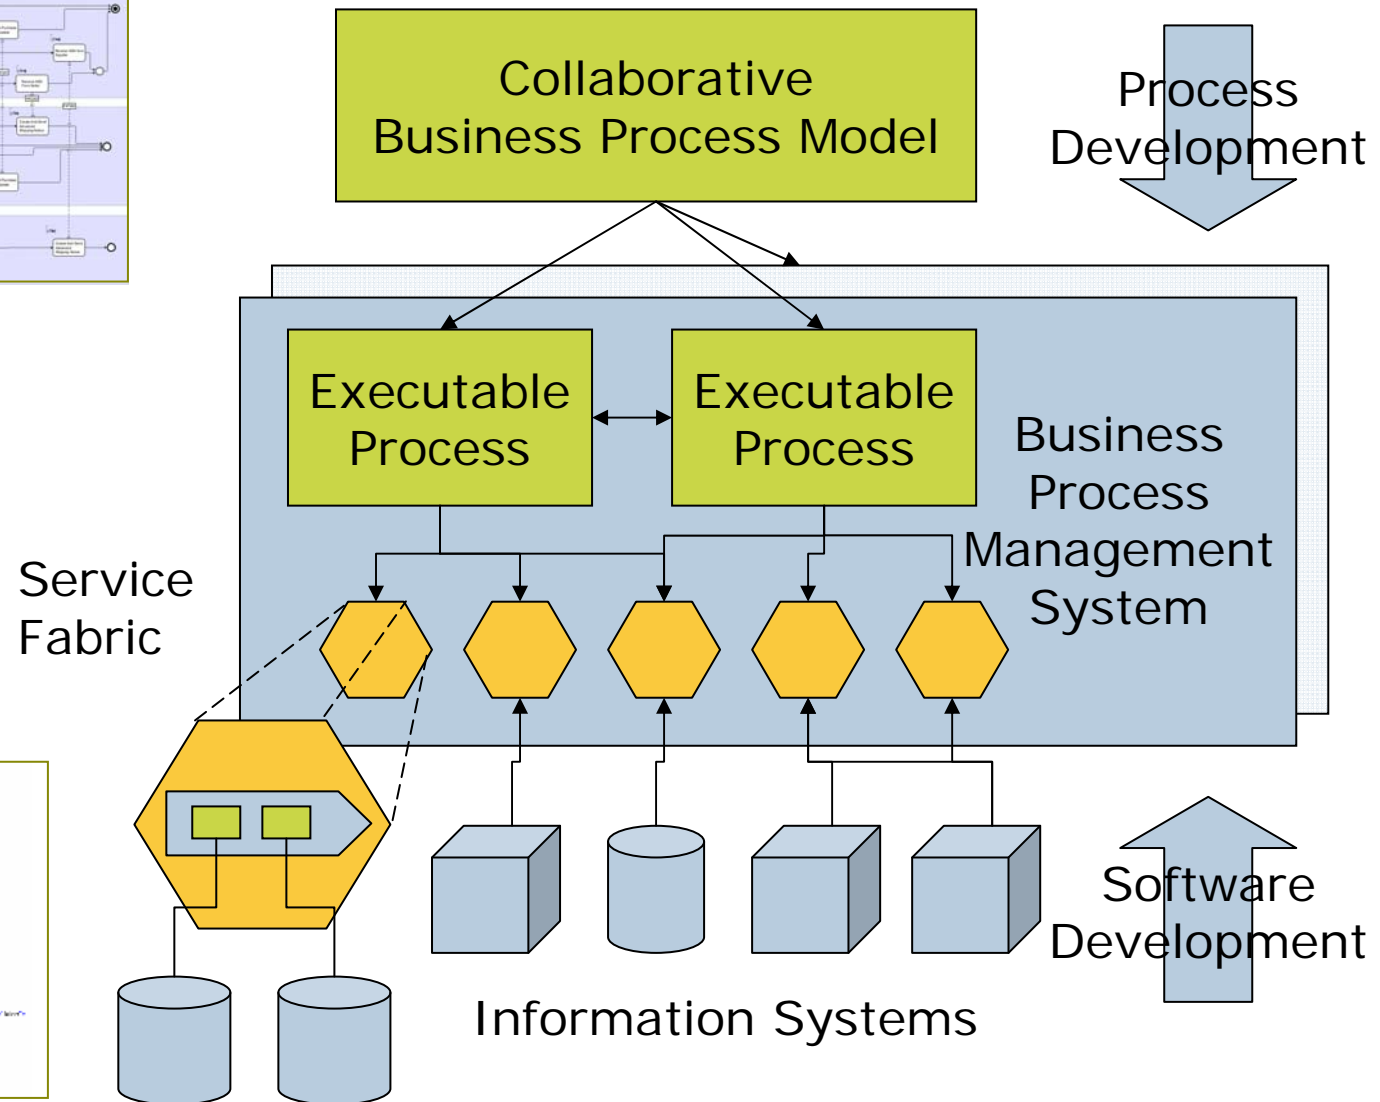 Collaborative
Business Process Model
Process
Development
Executable
Process
Executable
Process
Business
Process
Management
System
Service
Fabric
Software
Development
Information Systems